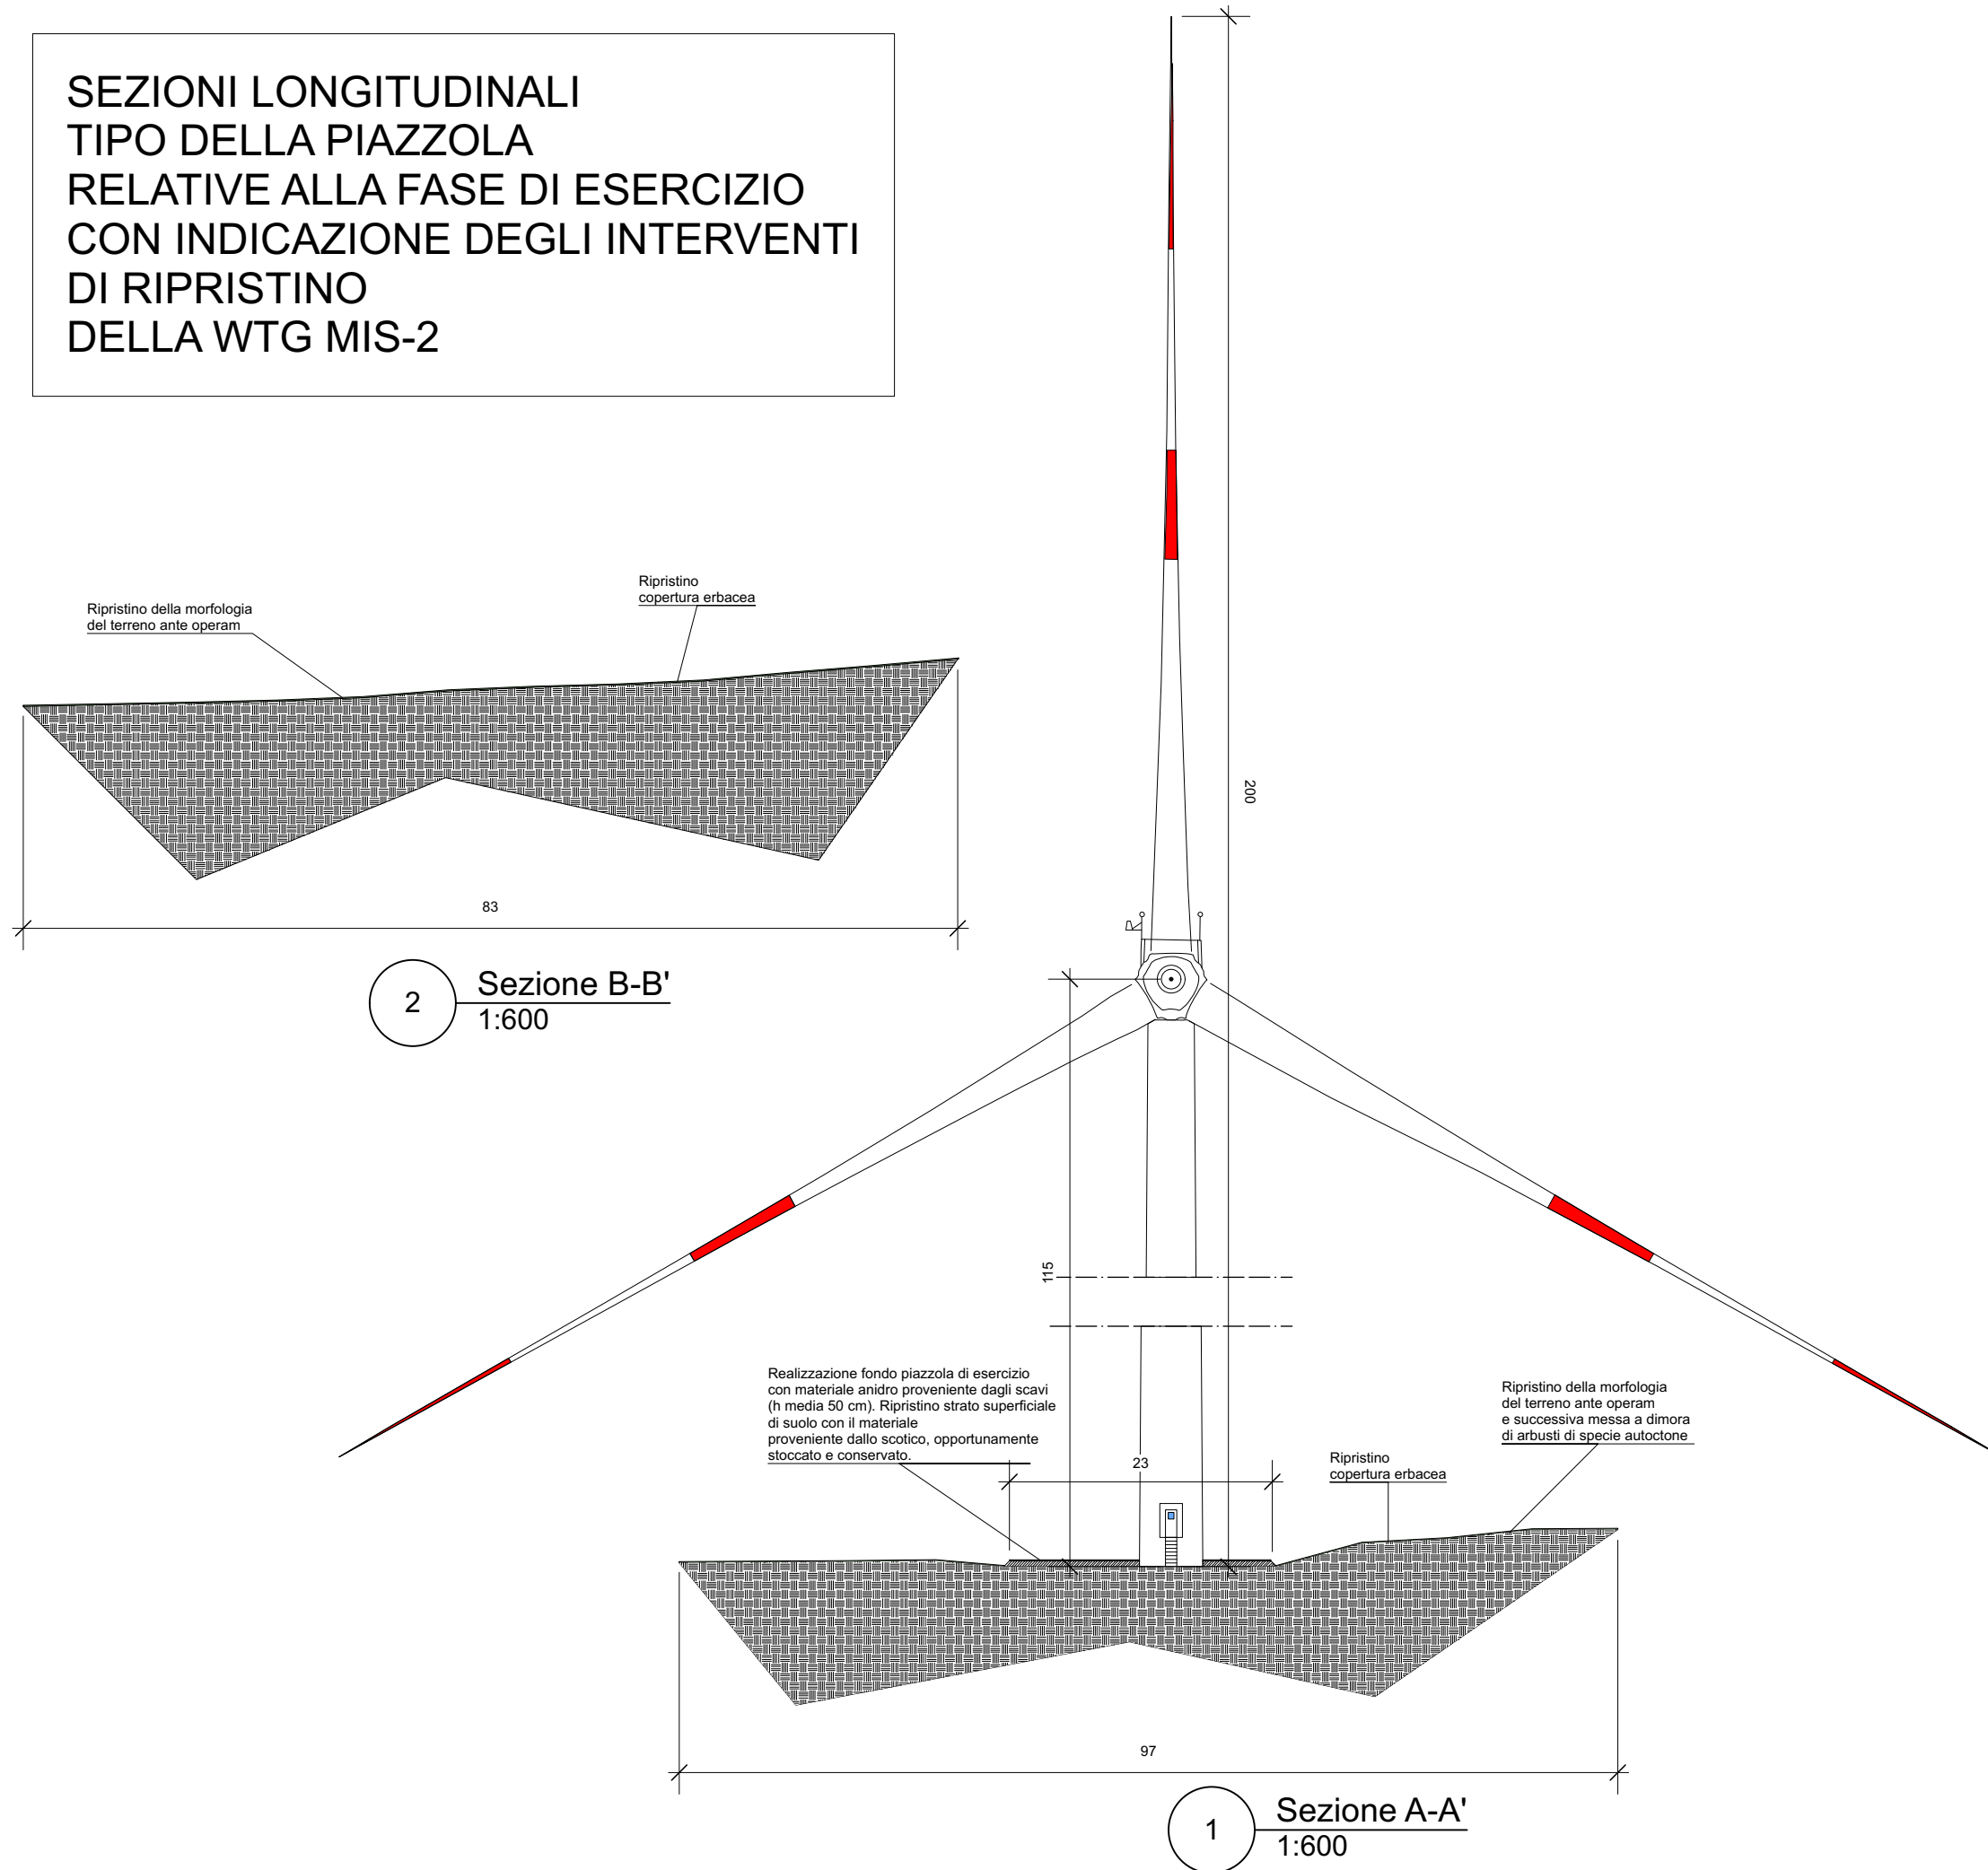 SEZIONI LONGITUDINALI
TIPO DELLA PIAZZOLA
RELATIVE ALLA FASE DI ESERCIZIO
CON INDICAZIONE DEGLI INTERVENTI
DI RIPRISTINO
DELLA WTG MIS-2
Ripristino della morfologia
del terreno ante operam
Ripristino
copertura erbacea
83
2
Sezione B-B'
1:600
200
115
Realizzazione fondo piazzola di esercizio
con materiale anidro proveniente dagli scavi
(h media 50 cm). Ripristino strato superficiale
di suolo con il materiale
proveniente dallo scotico, opportunamente
stoccato e conservato.
23
Ripristino
copertura erbacea
Ripristino della morfologia
del terreno ante operam
e successiva messa a dimora
di arbusti di specie autoctone
97
1
Sezione A-A'
1:600